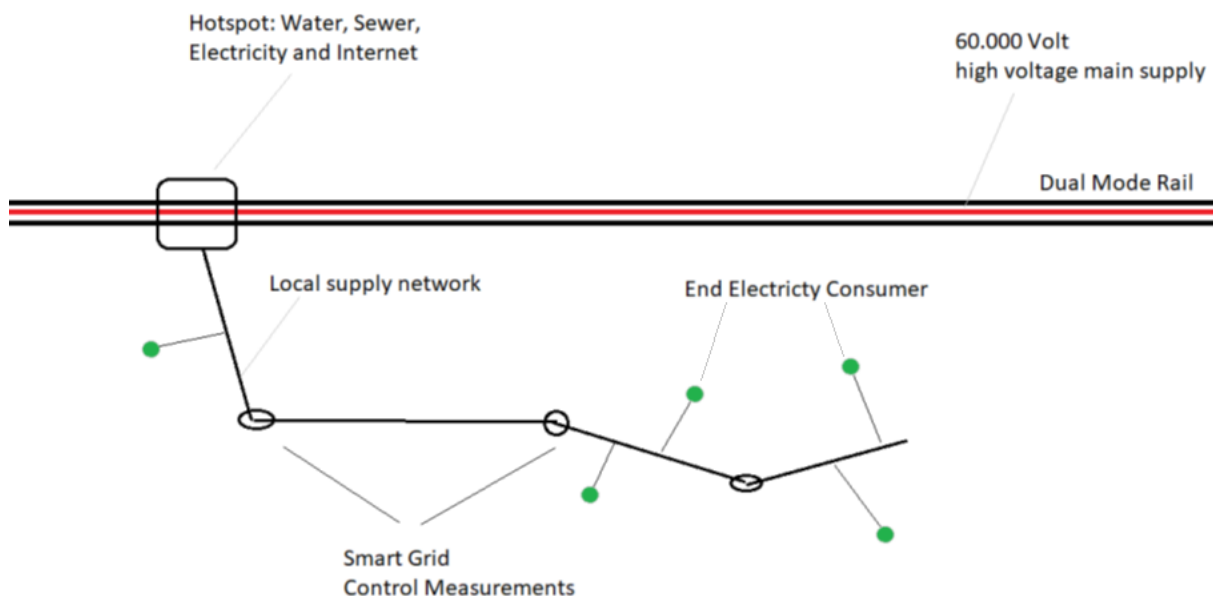 Hotspot: Water, Sewer,
Electricity and Internet
60.000 Volt
high voltage main supply
Dual Mode Rail
Local supply network
End Electricty Consumer
Smart Grid
Control Measurements